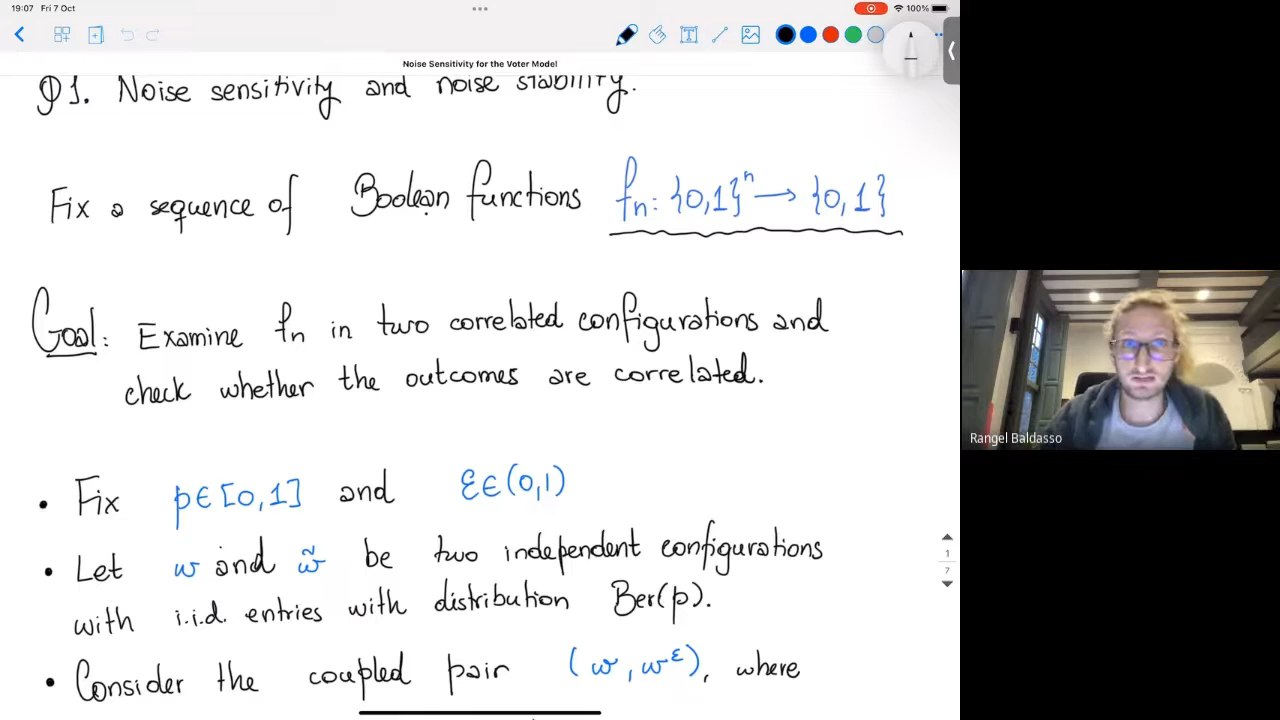 19:07 Fri 7 Oct
100%
Noise Sensitivity for the Voter Model
Q1. Noise sensitivity and noise stability.
Fix a sequence of Boolean functions fn: {0,1}^n → {0,1}
Goal: Examine fn in two correlated configurations and
check whether the outcomes are correlated.
• Fix p∈[0,1] and ε∈(0,1)
• Let w and w̃ be two independent configurations
with i.i.d. entries with distribution Ber(p).
• Consider the coupled pair (w, w^ε), where
1
7
Rangel Baldasso